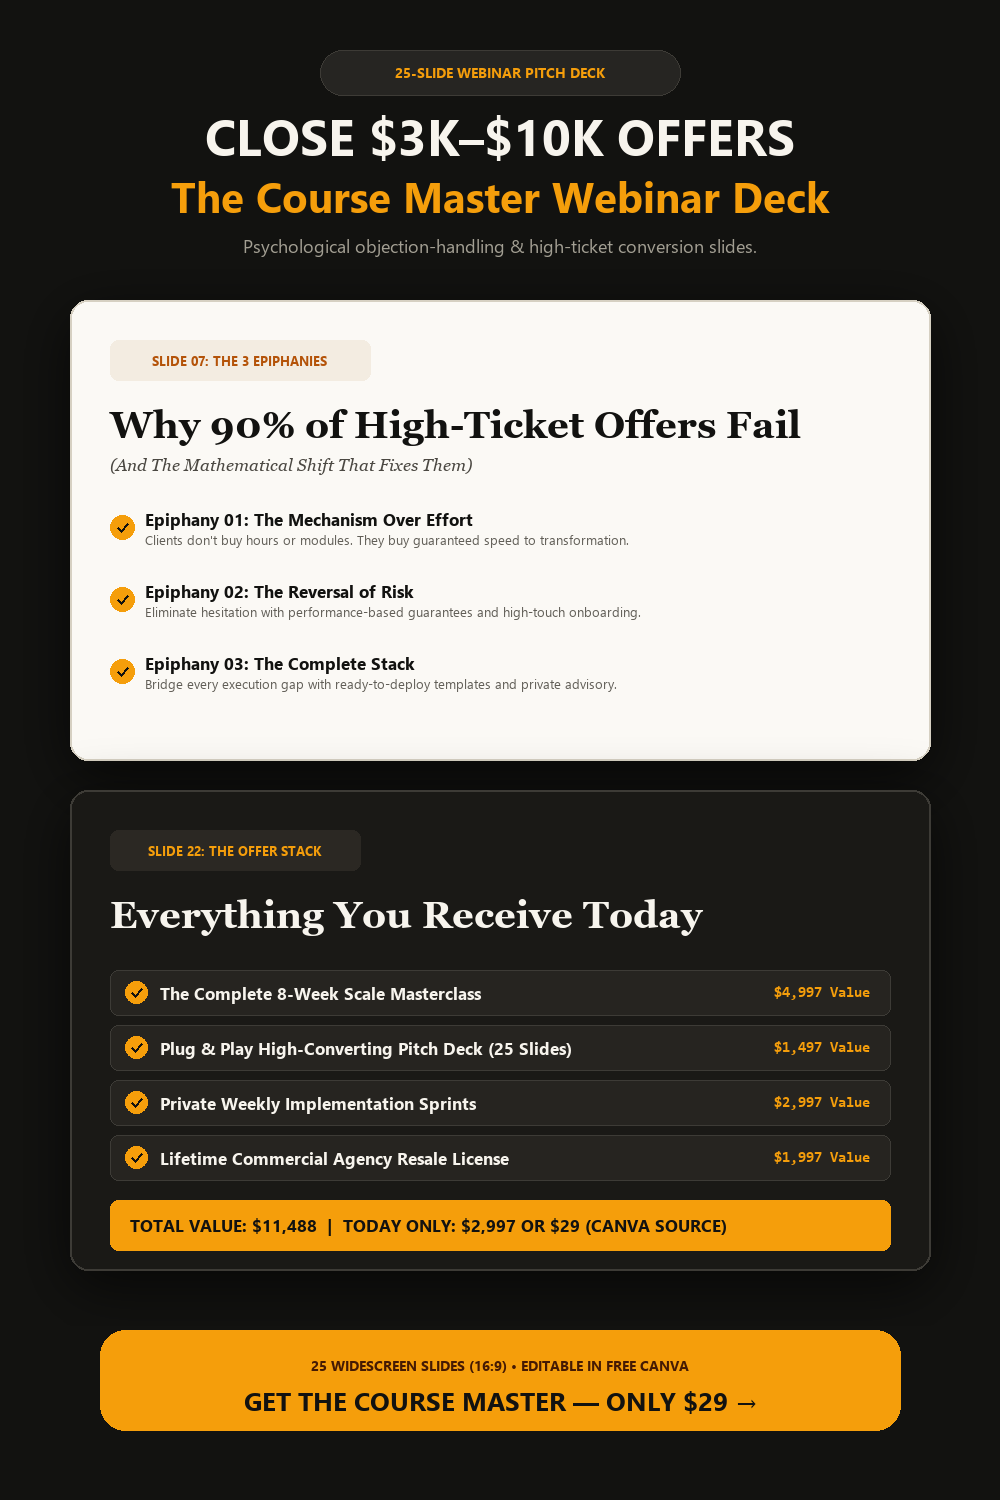 25-SLIDE WEBINAR PITCH DECK
CLOSE $3K–$10K OFFERS
The Course Master Webinar Deck
Psychological objection-handling & high-ticket conversion slides.
SLIDE 07: THE 3 EPIPHANIES
Why 90% of High-Ticket Offers Fail
(And The Mathematical Shift That Fixes Them)
Epiphany 01: The Mechanism Over Effort
Clients don't buy hours or modules. They buy guaranteed speed to transformation.
Epiphany 02: The Reversal of Risk
Eliminate hesitation with performance-based guarantees and high-touch onboarding.
Epiphany 03: The Complete Stack
Bridge every execution gap with ready-to-deploy templates and private advisory.
SLIDE 22: THE OFFER STACK
Everything You Receive Today
The Complete 8-Week Scale Masterclass $4,997 Value
Plug & Play High-Converting Pitch Deck (25 Slides) $1,497 Value
Private Weekly Implementation Sprints $2,997 Value
Lifetime Commercial Agency Resale License $1,997 Value
TOTAL VALUE: $11,488 | TODAY ONLY: $2,997 OR $29 (CANVA SOURCE)
25 WIDESCREEN SLIDES (16:9) • EDITABLE IN FREE CANVA
GET THE COURSE MASTER — ONLY $29 →